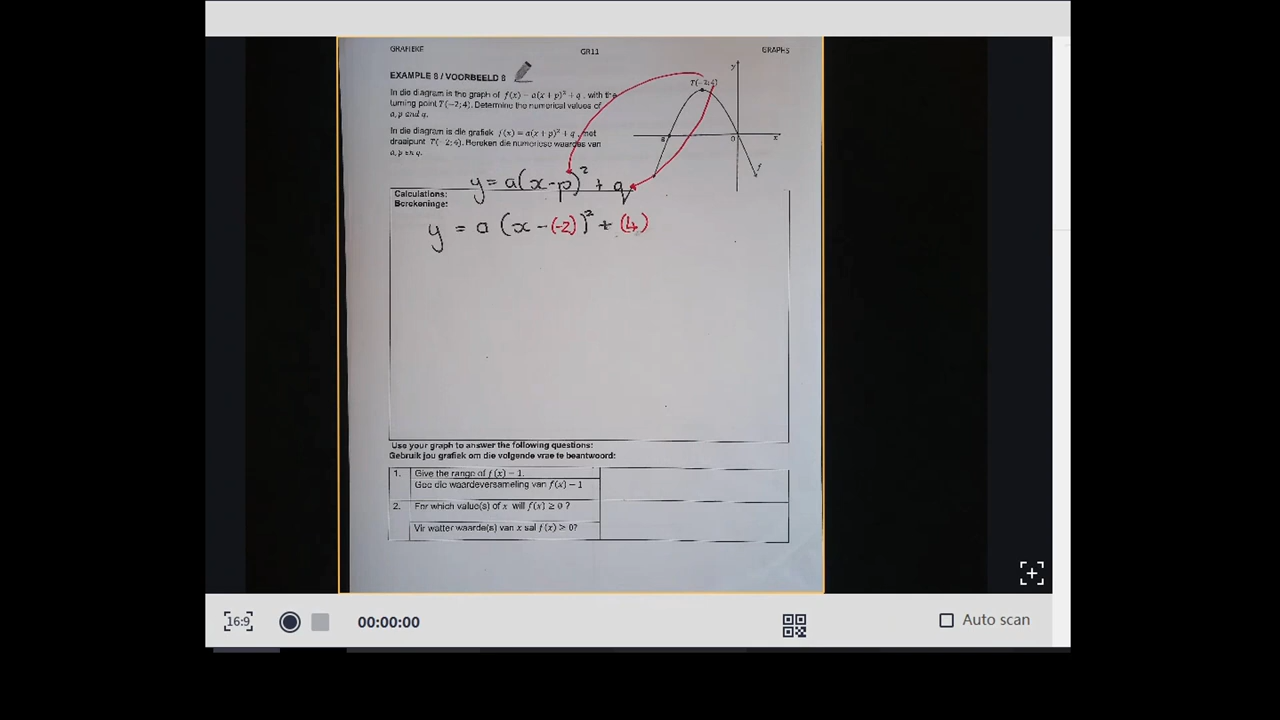 GRAFIEKE GR11 GRAPHS
EXAMPLE 8 / VOORBEELD 8
In die diagram is the graph of f(x) = a(x + p)² + q , with the
turning point T(−2; 4). Determine the numerical values of
a, p and q.
In die diagram is die grafiek f(x) = a(x + p)² + q , met
draaipunt T(−2; 4). Bereken die numeriese waardes van
a, p en q.
y
T(−2; 4)
0
x
f
y = a(x-p)² + q
Calculations:
Berekeninge:
y = a (x - (-2))² + (4)
Use your graph to answer the following questions:
Gebruik jou grafiek om die volgende vrae te beantwoord:
1. Give the range of f(x) − 1.
Gee die waardeversameling van f(x) − 1
2. For which value(s) of x will f(x) ≥ 0 ?
Vir watter waarde(s) van x sal f(x) ≥ 0?
16:9 00:00:00 Auto scan